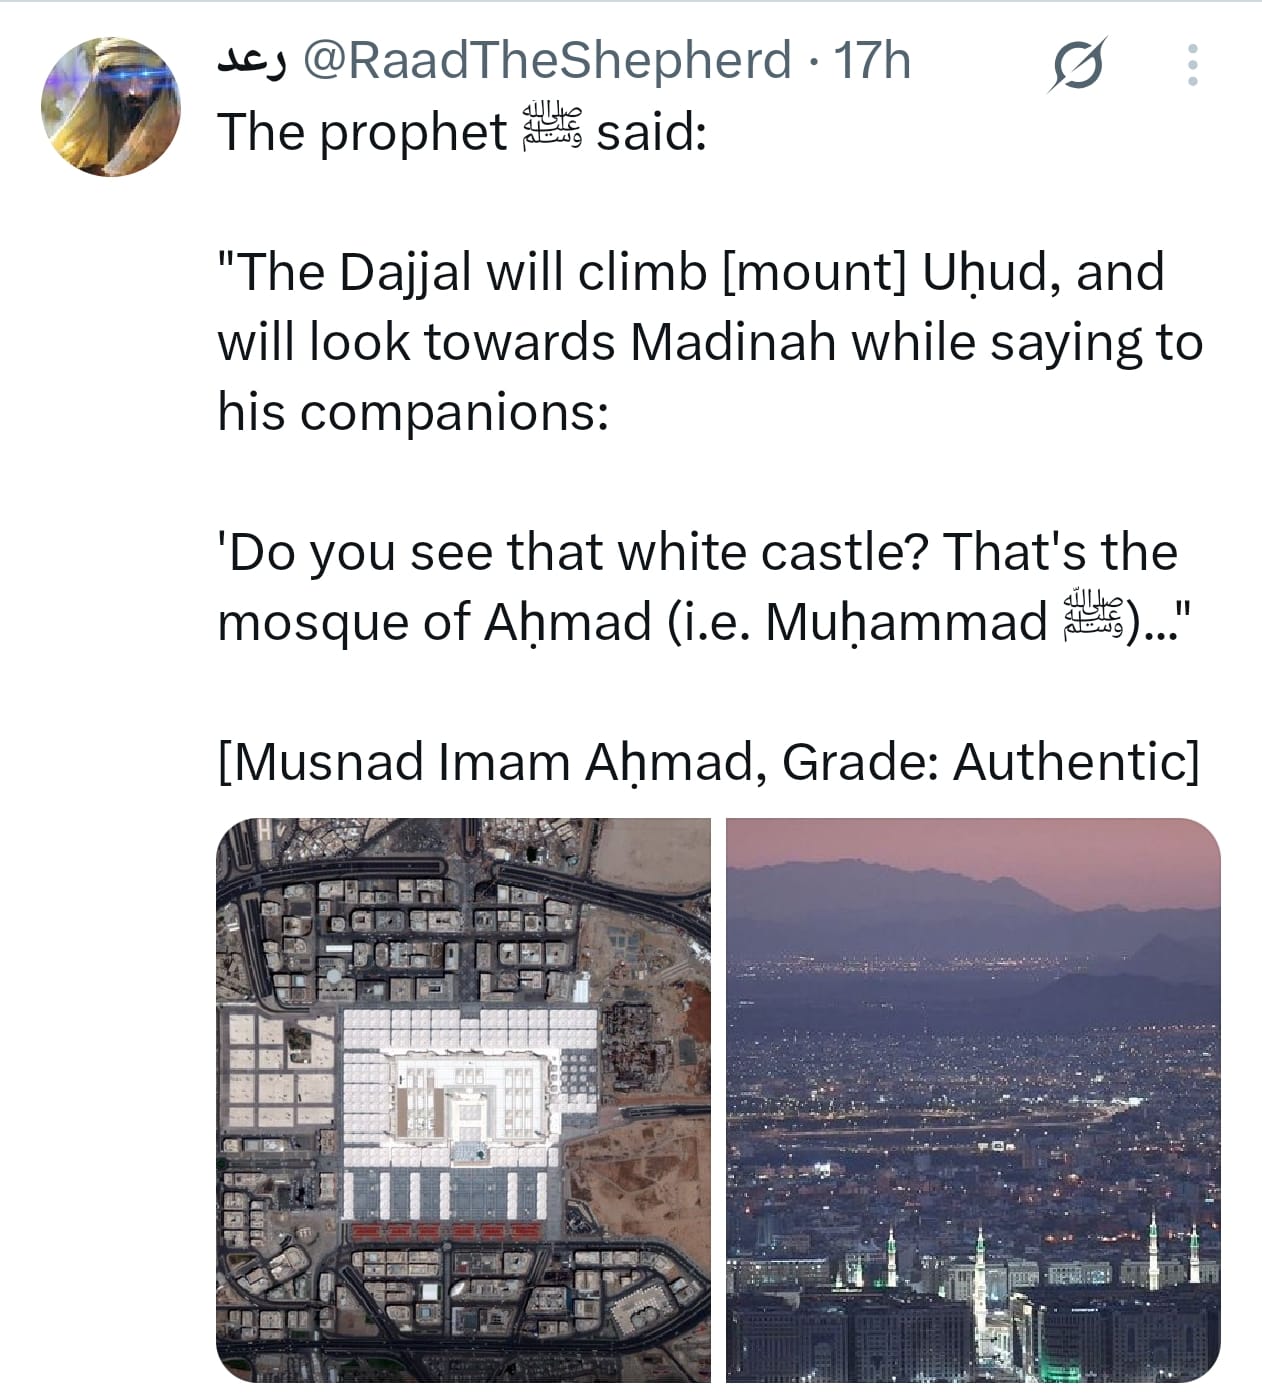 رعد @RaadTheShepherd · 17h
The prophet ﷺ said:
"The Dajjal will climb [mount] Uḥud, and
will look towards Madinah while saying to
his companions:
'Do you see that white castle? That's the
mosque of Aḥmad (i.e. Muḥammad ﷺ)..."
[Musnad Imam Aḥmad, Grade: Authentic]